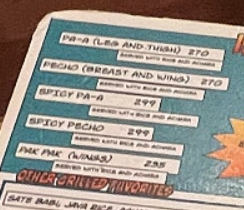 PA-A (LEG AND THIGH) 270
SERVED WITH RICE AND ACHARA
PECHO (BREAST AND WING) 270
SERVED WITH RICE AND ACHARA
SPICY PA-A 299
SERVED WITH RICE AND ACHARA
SPICY PECHO 299
SERVED WITH RICE AND ACHARA
PAK PAK (WINGS) 235
SERVED WITH RICE AND ACHARA
OTHER GRILLED FAVORITES
SATE BABI, JAVA RICE,